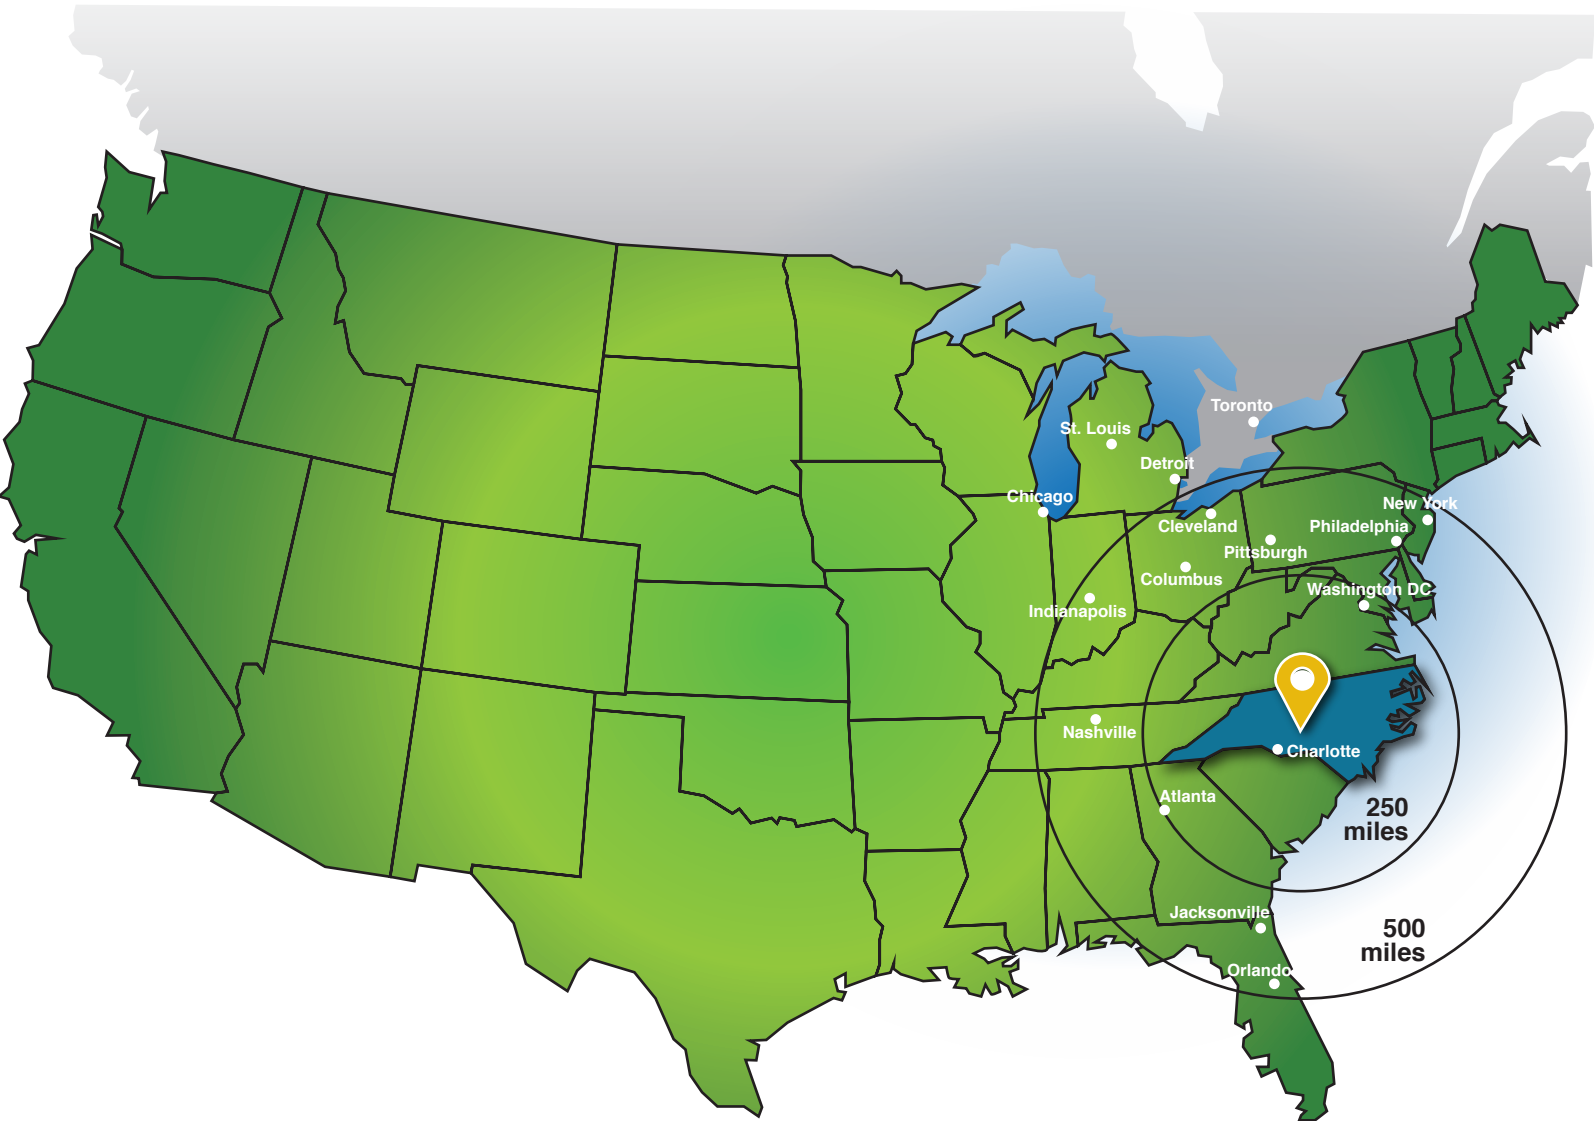 Toronto
St. Louis
Detroit
Chicago
New York
Cleveland
Philadelphia
Pittsburgh
Columbus
Washington DC
Indianapolis
Nashville
Charlotte
Atlanta
250
miles
Jacksonville
500
miles
Orlando